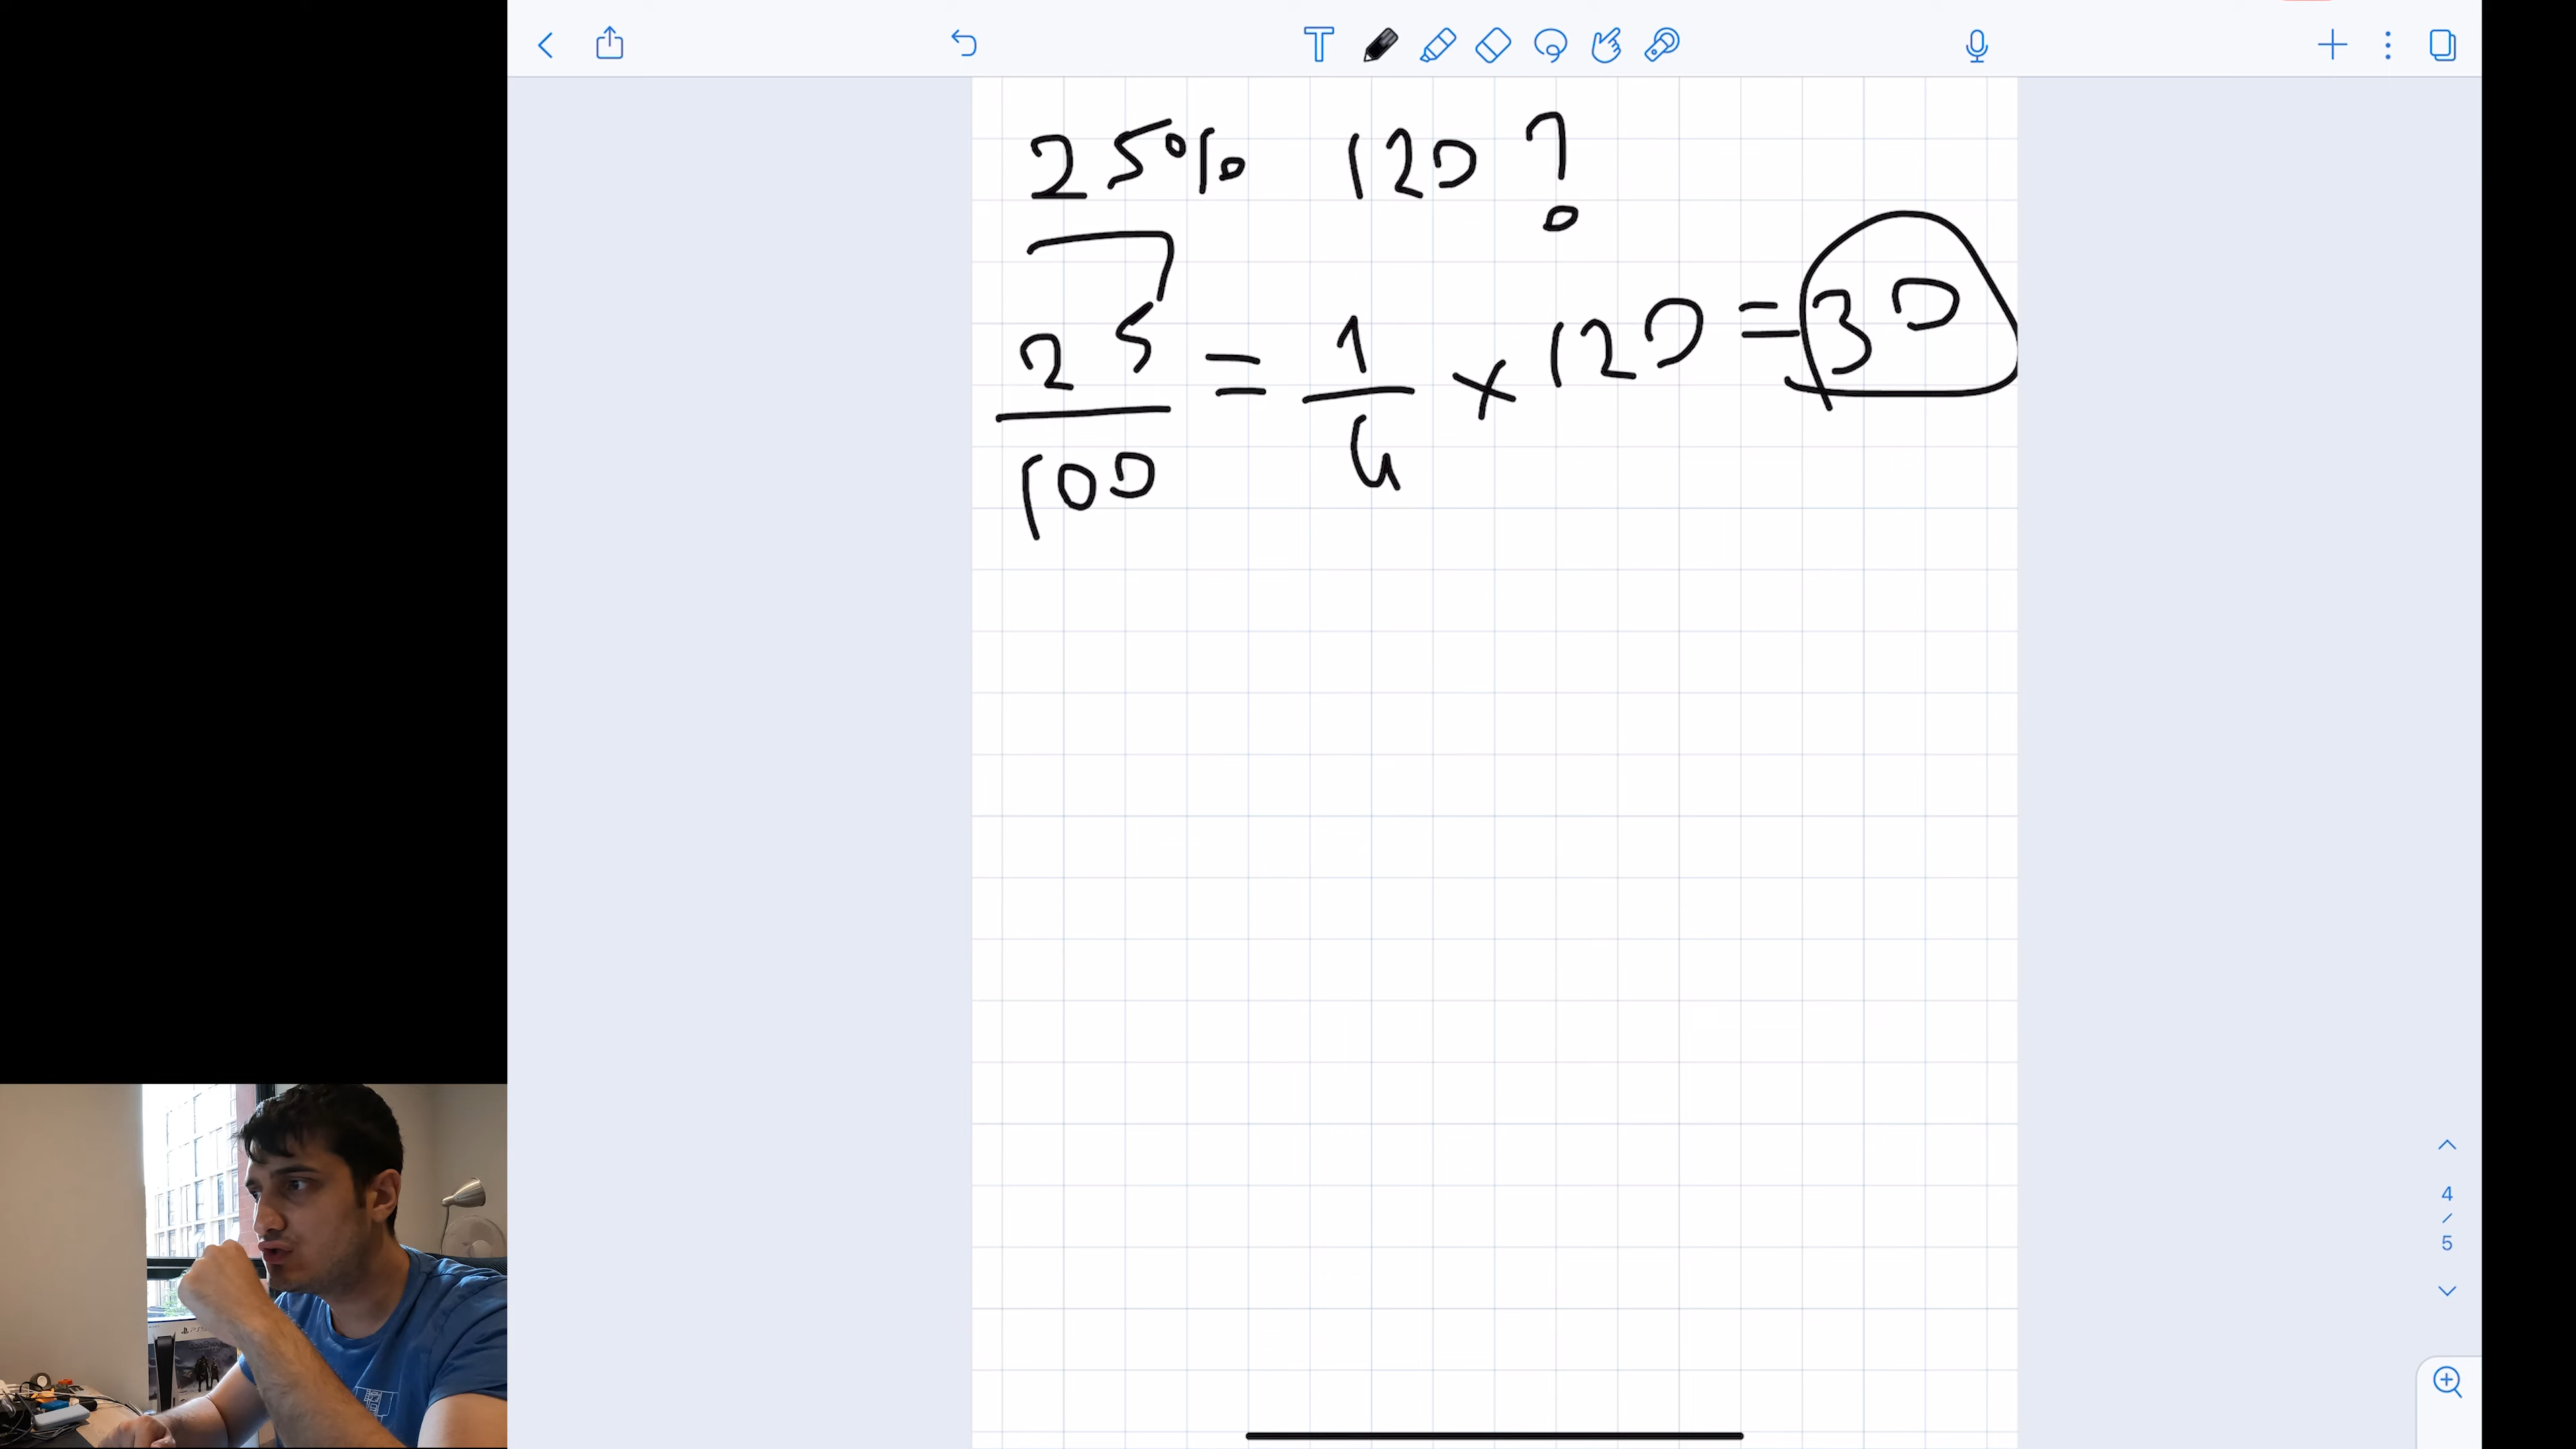 25% 120?
25/100 = 1/4 × 120 = 30
4/5